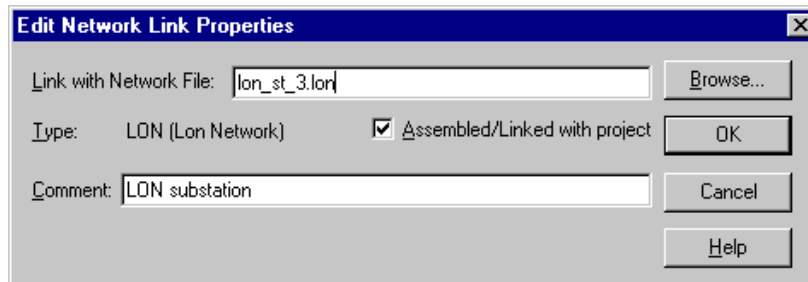 Edit Network Link Properties
Link with Network File: lon_st_3.lon Browse...
Type: LON (Lon Network) Assembled/Linked with project OK
Comment: LON substation Cancel
Help